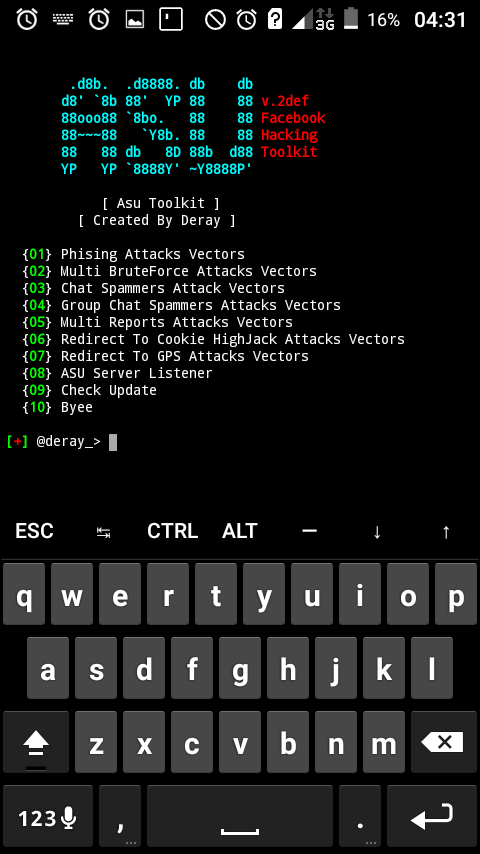 3G 16% 04:31
.d8b. .d8888. db db
d8' `8b 88' YP 88 88 v.2def
88ooo88 `8bo. 88 88 Facebook
88~~~88 `Y8b. 88 88 Hacking
88 88 db 8D 88b d88 Toolkit
YP YP `8888Y' ~Y8888P'
[ Asu Toolkit ]
[ Created By Deray ]
{01} Phising Attacks Vectors
{02} Multi BruteForce Attacks Vectors
{03} Chat Spammers Attack Vectors
{04} Group Chat Spammers Attacks Vectors
{05} Multi Reports Attacks Vectors
{06} Redirect To Cookie HighJack Attacks Vectors
{07} Redirect To GPS Attacks Vectors
{08} ASU Server Listener
{09} Check Update
{10} Byee
[+] @deray_>
ESC ↹ CTRL ALT — ↓ ↑
q w e r t y u i o p
a s d f g h j k l
z x c v b n m
123 , .